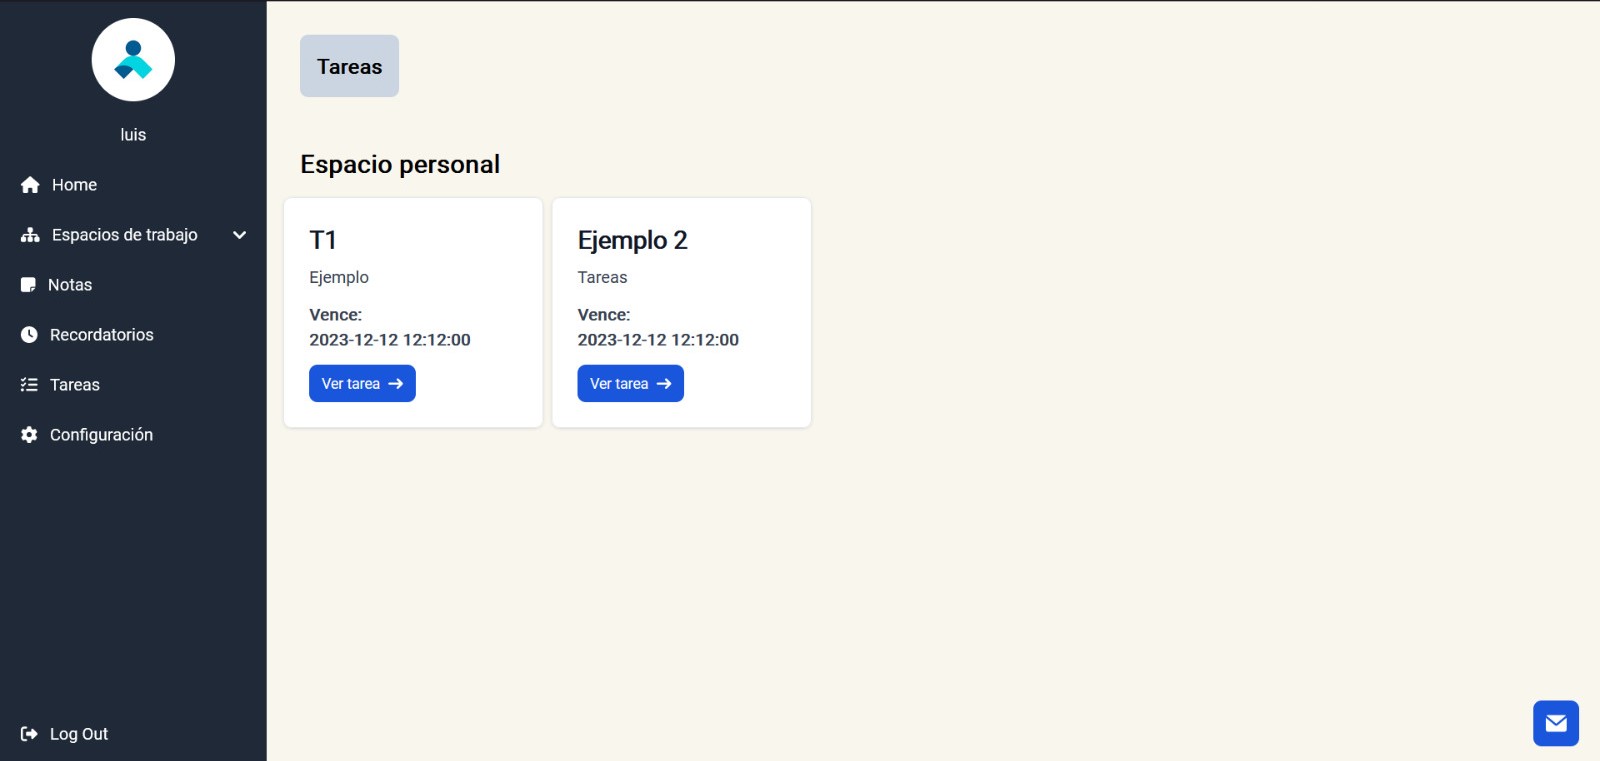 luis
Home
Espacios de trabajo
Notas
Recordatorios
Tareas
Configuración
Log Out
Tareas
Espacio personal
T1
Ejemplo
Vence:
2023-12-12 12:12:00
Ver tarea
Ejemplo 2
Tareas
Vence:
2023-12-12 12:12:00
Ver tarea